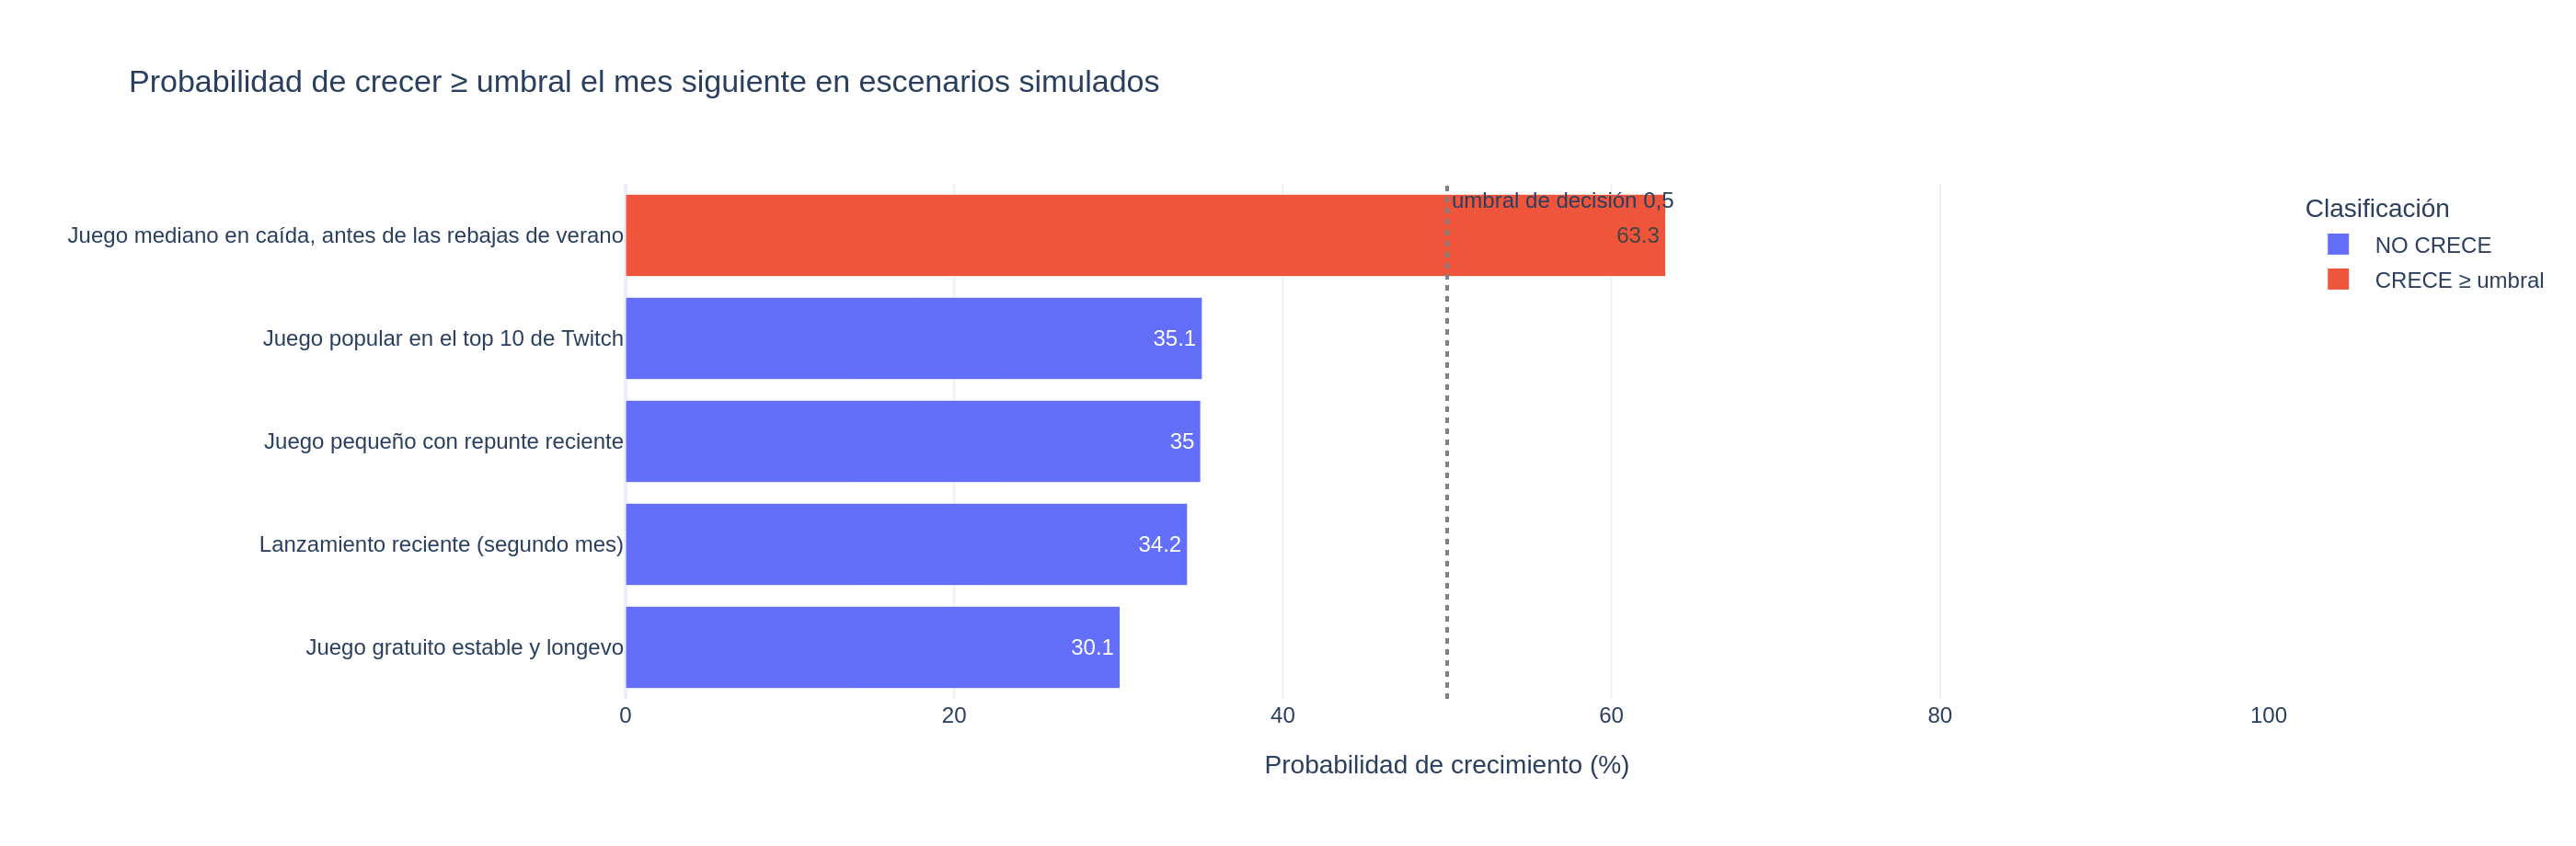 Probabilidad de crecer ≥ umbral el mes siguiente en escenarios simulados
umbral de decisión 0,5
Juego mediano en caída, antes de las rebajas de verano
63.3
Juego popular en el top 10 de Twitch
35.1
Juego pequeño con repunte reciente
35
Lanzamiento reciente (segundo mes)
34.2
Juego gratuito estable y longevo
30.1
0 20 40 60 80 100
Probabilidad de crecimiento (%)
Clasificación
NO CRECE
CRECE ≥ umbral